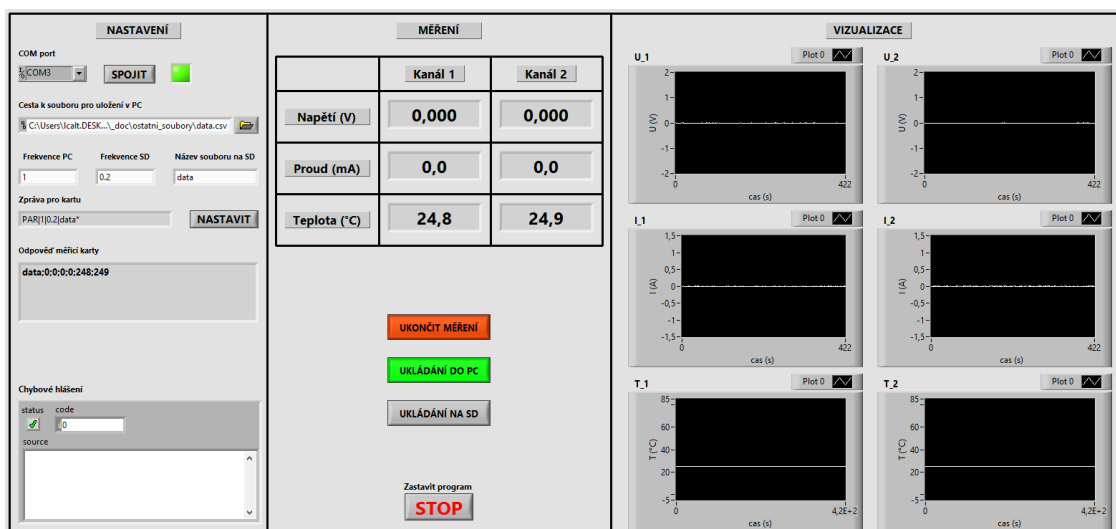 NASTAVENÍ
COM port
COM3
SPOJIT
Cesta k souboru pro uložení v PC
C:\Users\lcalt.DESK...\_doc\ostatni_soubory\data.csv
Frekvence PC Frekvence SD Název souboru na SD
1 0.2 data
Zpráva pro kartu
PAR|1|0.2|data*
NASTAVIT
Odpověď měřicí karty
data;0;0;0;0;248;249
Chybové hlášení
status code
0
source
MĚŘENÍ
Kanál 1 Kanál 2
Napětí (V) 0,000 0,000
Proud (mA) 0,0 0,0
Teplota (°C) 24,8 24,9
UKONČIT MĚŘENÍ
UKLÁDÁNÍ DO PC
UKLÁDÁNÍ NA SD
Zastavit program
STOP
VIZUALIZACE
U_1 Plot 0
2
1
0
-1
-2
U (V)
0 422
cas (s)
U_2 Plot 0
2
1
0
-1
-2
U (V)
0 422
cas (s)
I_1 Plot 0
1,5
1
0,5
0
-0,5
-1
-1,5
I (A)
0 422
cas (s)
I_2 Plot 0
1,5
1
0,5
0
-0,5
-1
-1,5
I (A)
0 422
cas (s)
T_1 Plot 0
85
60
40
20
-5
T (°C)
0 4,2E+2
cas (s)
T_2 Plot 0
85
60
40
20
-5
T (°C)
0 4,2E+2
cas (s)